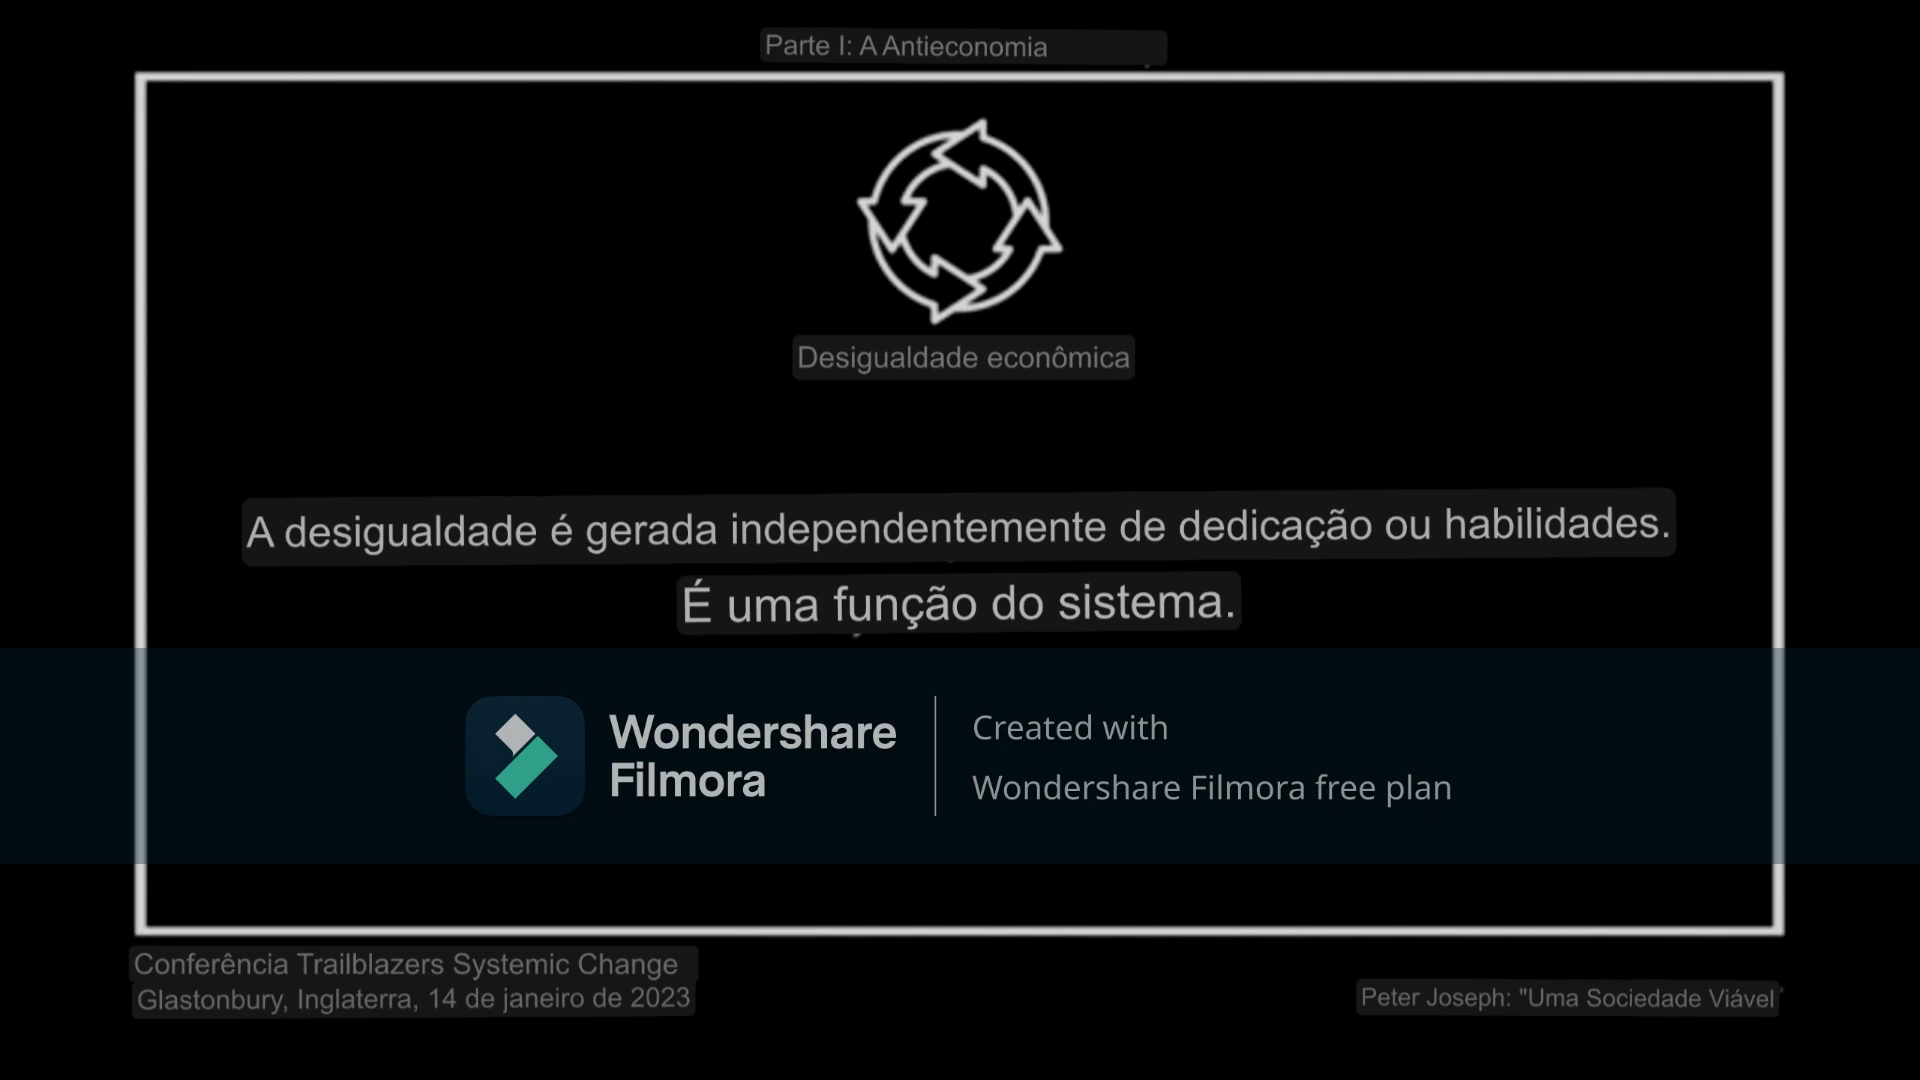 Parte I: A Antieconomia
Desigualdade econômica
A desigualdade é gerada independentemente de dedicação ou habilidades.
É uma função do sistema.
Wondershare
Filmora
Created with
Wondershare Filmora free plan
Conferência Trailblazers Systemic Change
Glastonbury, Inglaterra, 14 de janeiro de 2023
Peter Joseph: "Uma Sociedade Viável